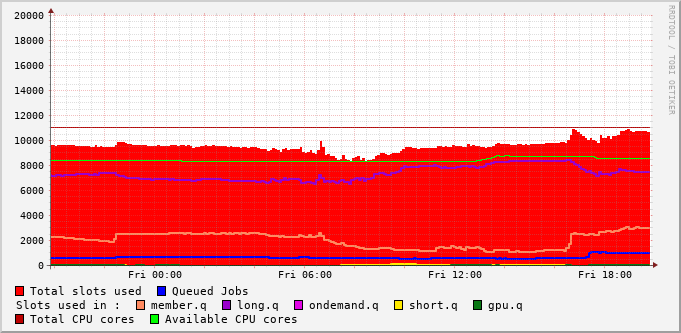 20000
18000
16000
14000
12000
10000
8000
6000
4000
2000
0
Fri 00:00 Fri 06:00 Fri 12:00 Fri 18:00
Total slots used Queued Jobs
Slots used in : member.q long.q ondemand.q short.q gpu.q
Total CPU cores Available CPU cores
RRDTOOL / TOBI OETIKER